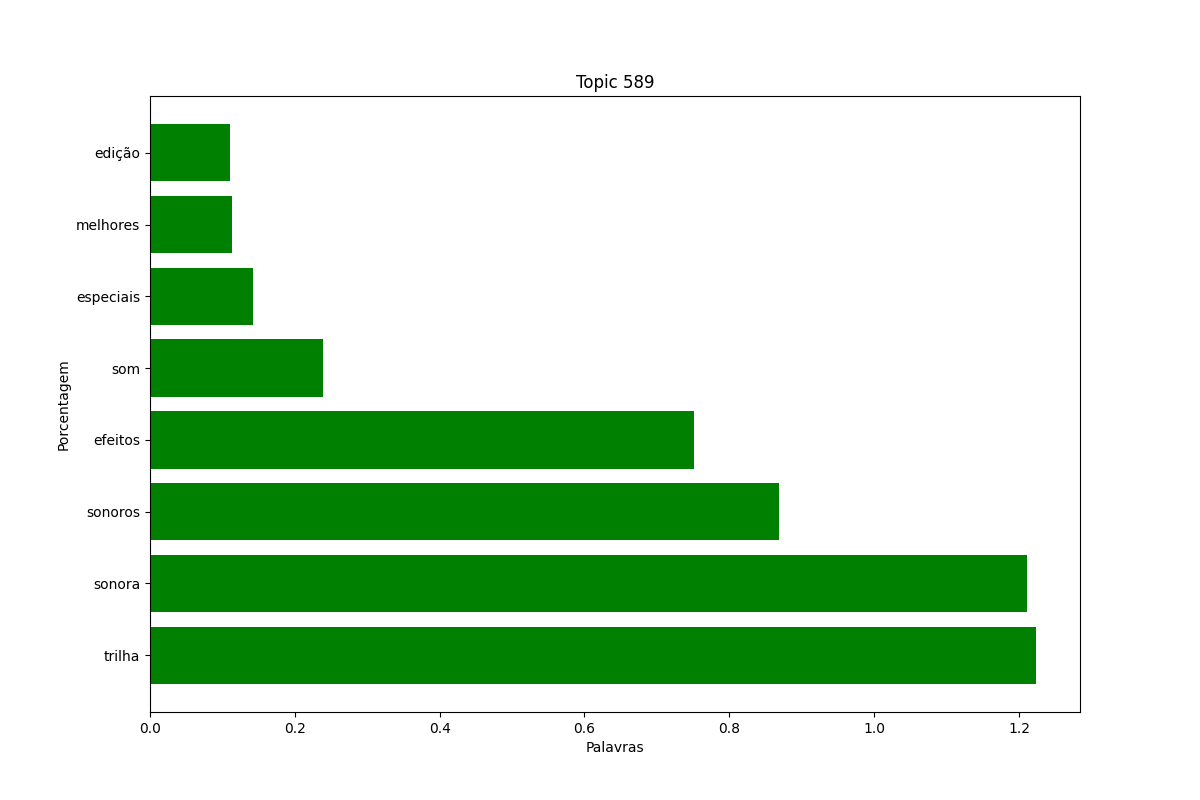 Topic 589
edição
melhores
especiais
som
efeitos
sonoros
sonora
trilha
Porcentagem
0.0 0.2 0.4 0.6 0.8 1.0 1.2
Palavras